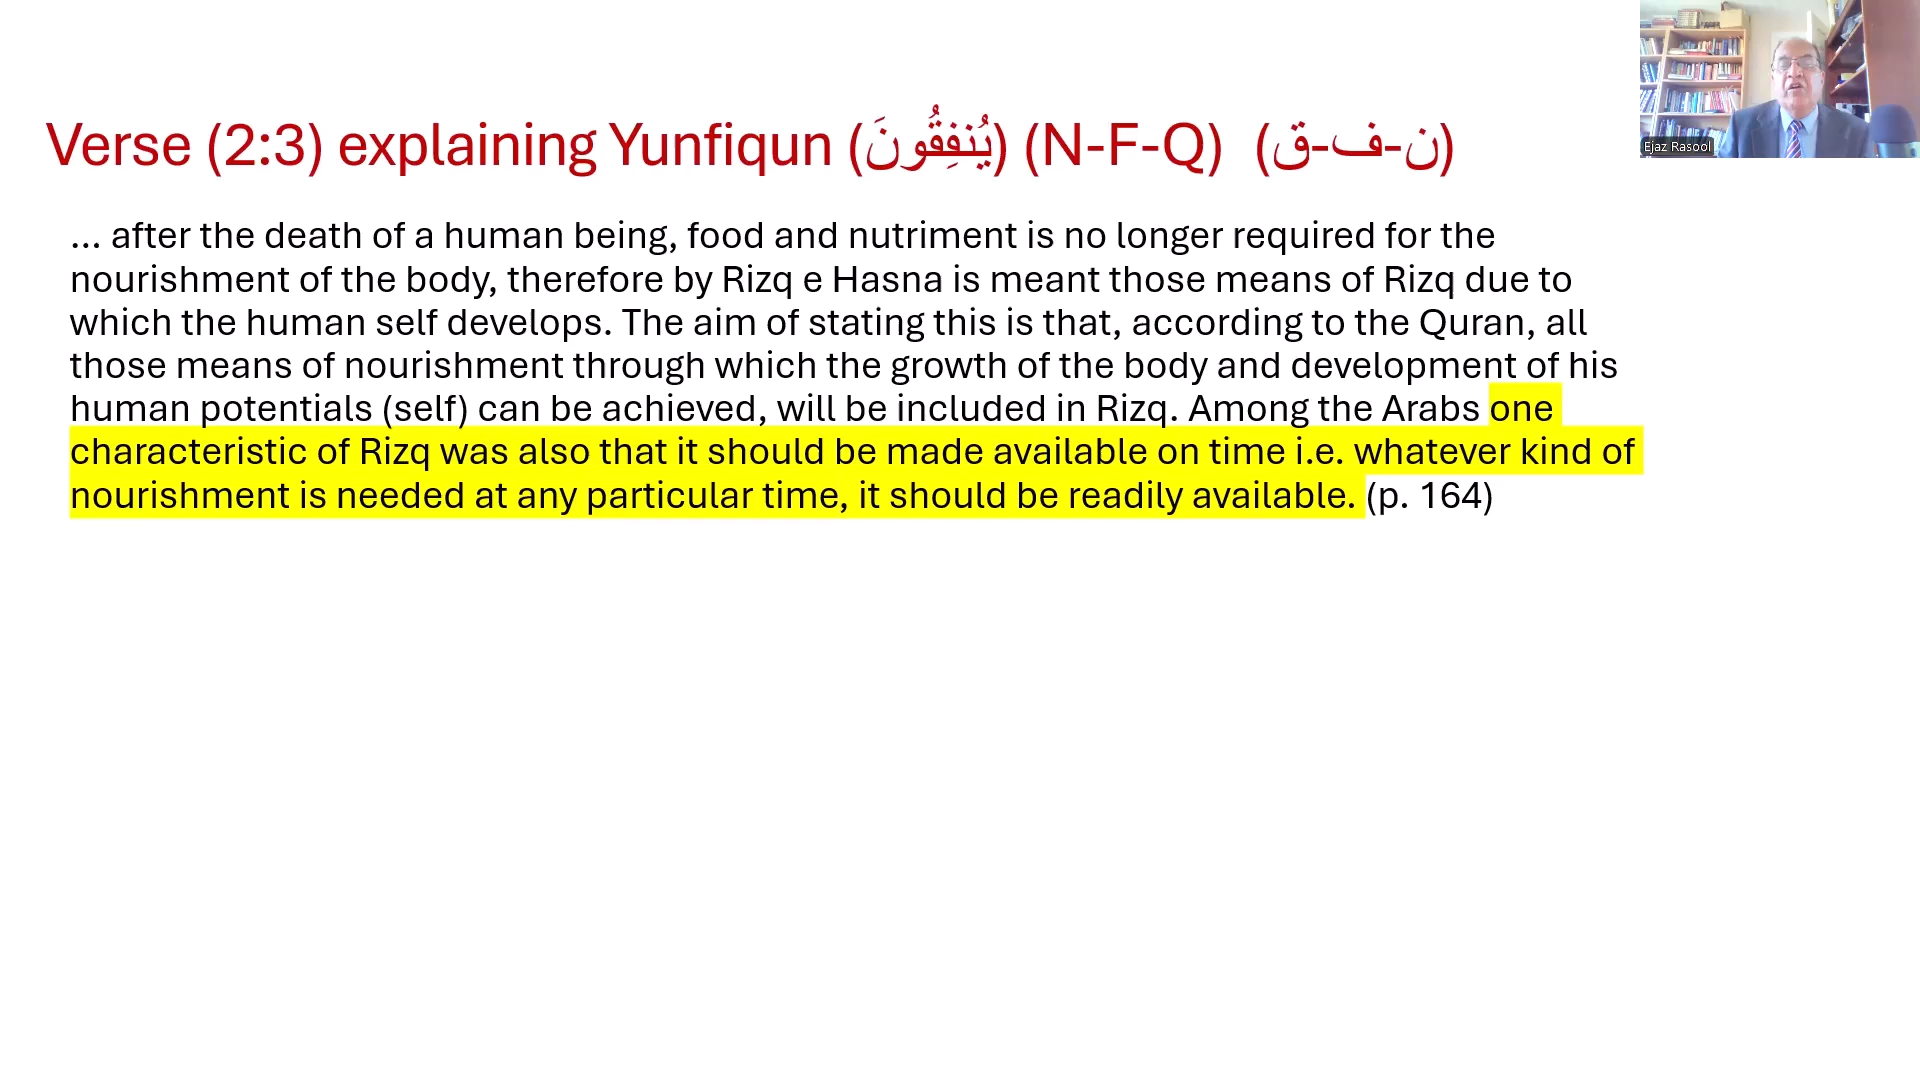 Verse (2:3) explaining Yunfiqun (يُنفِقُونَ) (N-F-Q) (ن-ف-ق)
... after the death of a human being, food and nutriment is no longer required for the
nourishment of the body, therefore by Rizq e Hasna is meant those means of Rizq due to
which the human self develops. The aim of stating this is that, according to the Quran, all
those means of nourishment through which the growth of the body and development of his
human potentials (self) can be achieved, will be included in Rizq. Among the Arabs one
characteristic of Rizq was also that it should be made available on time i.e. whatever kind of
nourishment is needed at any particular time, it should be readily available. (p. 164)
Ejaz Rasool